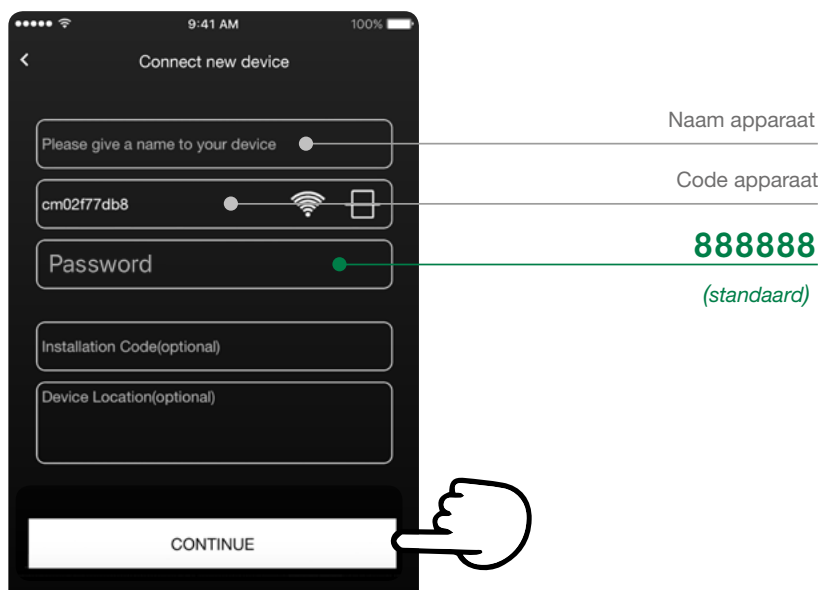 9:41 AM
100%
Connect new device
Please give a name to your device
Naam apparaat
cm02f77db8
Code apparaat
Password
888888
(standaard)
Installation Code(optional)
Device Location(optional)
CONTINUE